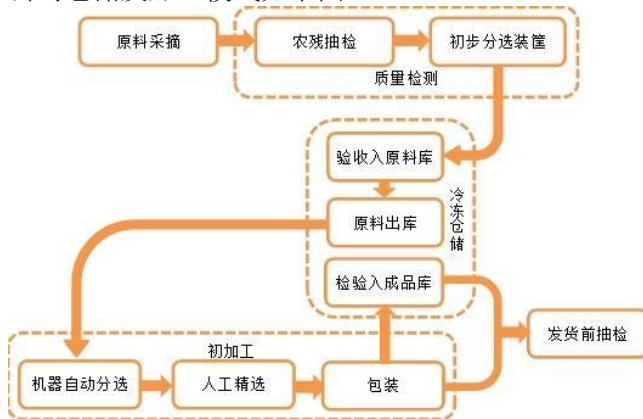 原料采摘
农残抽检
初步分选装筐
质量检测
验收入原料库
原料出库
冷冻仓储
检验入成品库
发货前抽检
初加工
机器自动分选
人工精选
包装